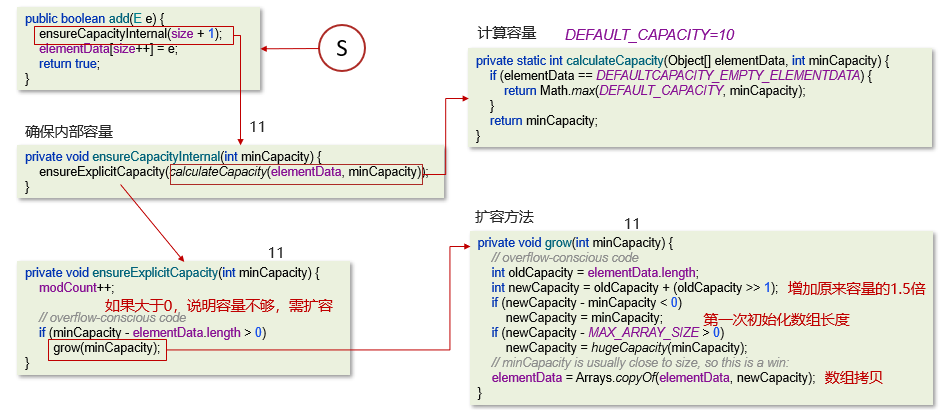 public boolean add(E e) {
ensureCapacityInternal(size + 1);
elementData[size++] = e;
return true;
}
S
计算容量
DEFAULT_CAPACITY=10
private static int calculateCapacity(Object[] elementData, int minCapacity) {
if (elementData == DEFAULTCAPACITY_EMPTY_ELEMENTDATA) {
return Math.max(DEFAULT_CAPACITY, minCapacity);
}
return minCapacity;
}
确保内部容量
11
private void ensureCapacityInternal(int minCapacity) {
ensureExplicitCapacity(calculateCapacity(elementData, minCapacity));
}
11
private void ensureExplicitCapacity(int minCapacity) {
modCount++;
如果大于0，说明容量不够，需扩容
// overflow-conscious code
if (minCapacity - elementData.length > 0)
grow(minCapacity);
}
扩容方法
11
private void grow(int minCapacity) {
// overflow-conscious code
int oldCapacity = elementData.length;
int newCapacity = oldCapacity + (oldCapacity >> 1); 增加原来容量的1.5倍
if (newCapacity - minCapacity < 0)
newCapacity = minCapacity; 第一次初始化数组长度
if (newCapacity - MAX_ARRAY_SIZE > 0)
newCapacity = hugeCapacity(minCapacity);
// minCapacity is usually close to size, so this is a win:
elementData = Arrays.copyOf(elementData, newCapacity); 数组拷贝
}